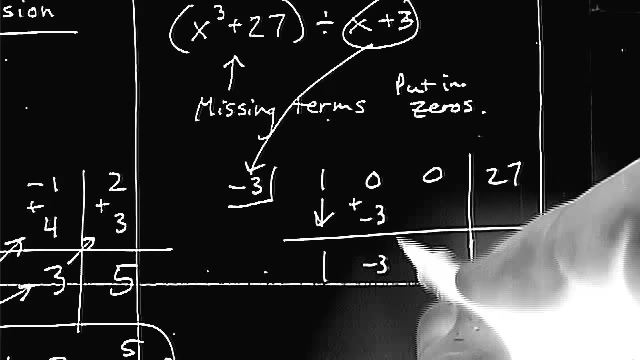 sion
(x³+27) ÷ x+3
Missing terms Put in zeros.
-3 1 0 0 27
+
-3
1 -3
-1 2
+ +
4 3
3 5
5